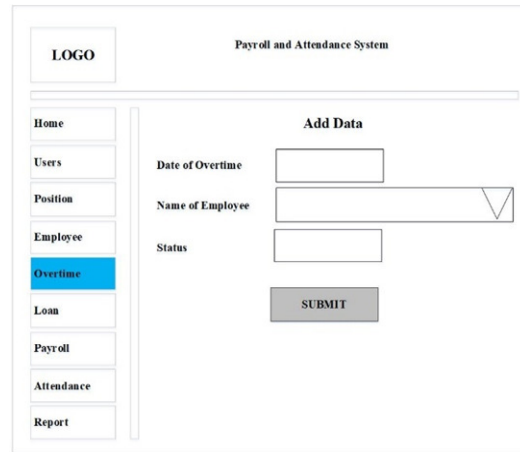 LOGO
Payroll and Attendance System
Home
Users
Position
Employee
Overtime
Loan
Payroll
Attendance
Report
Add Data
Date of Overtime
Name of Employee
Status
SUBMIT